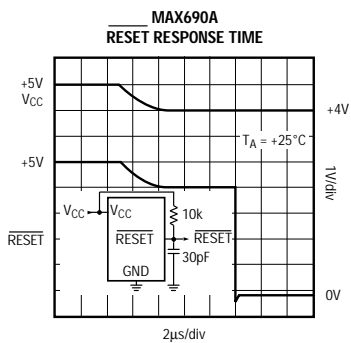 MAX690A
RESET RESPONSE TIME
+5V
VCC
+4V
TA = +25°C
+5V
1V/div
VCC
VCC
10k
RESET
RESET
RESET
30pF
GND
0V
2µs/div